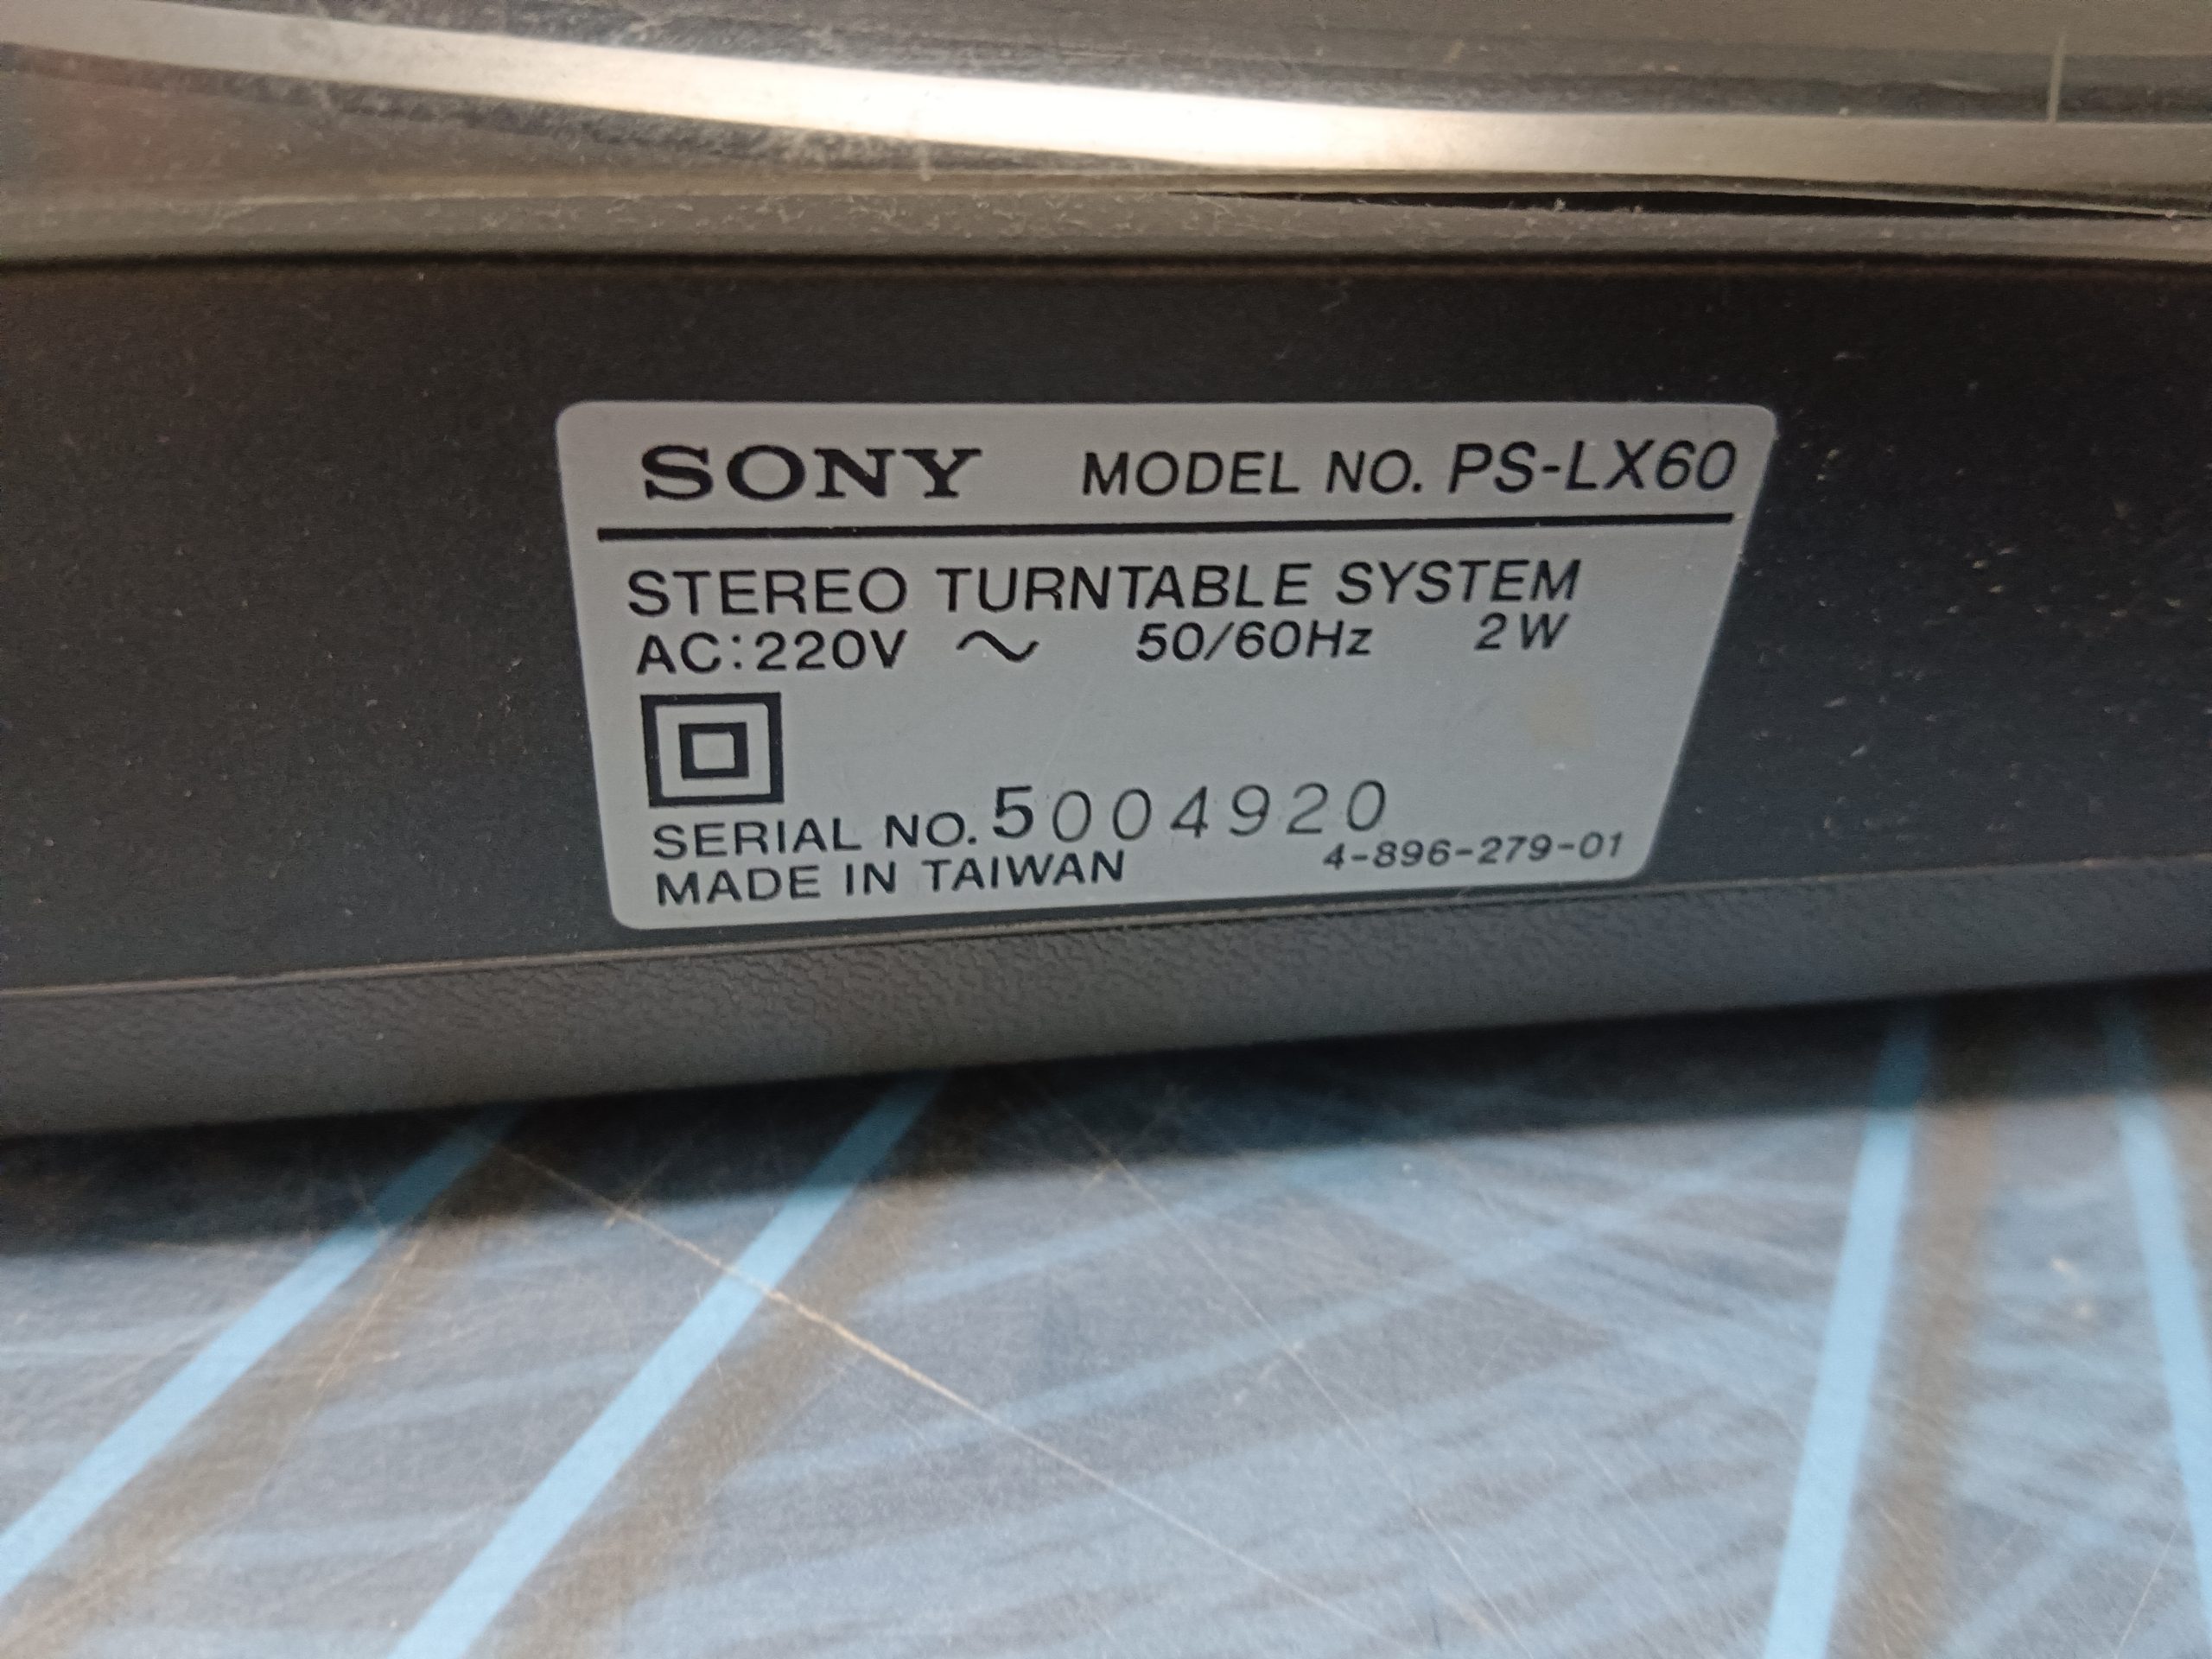 SONY MODEL NO. PS-LX60
STEREO TURNTABLE SYSTEM
AC:220V ~ 50/60Hz 2W
SERIAL NO. 5004920
MADE IN TAIWAN 4-896-279-01